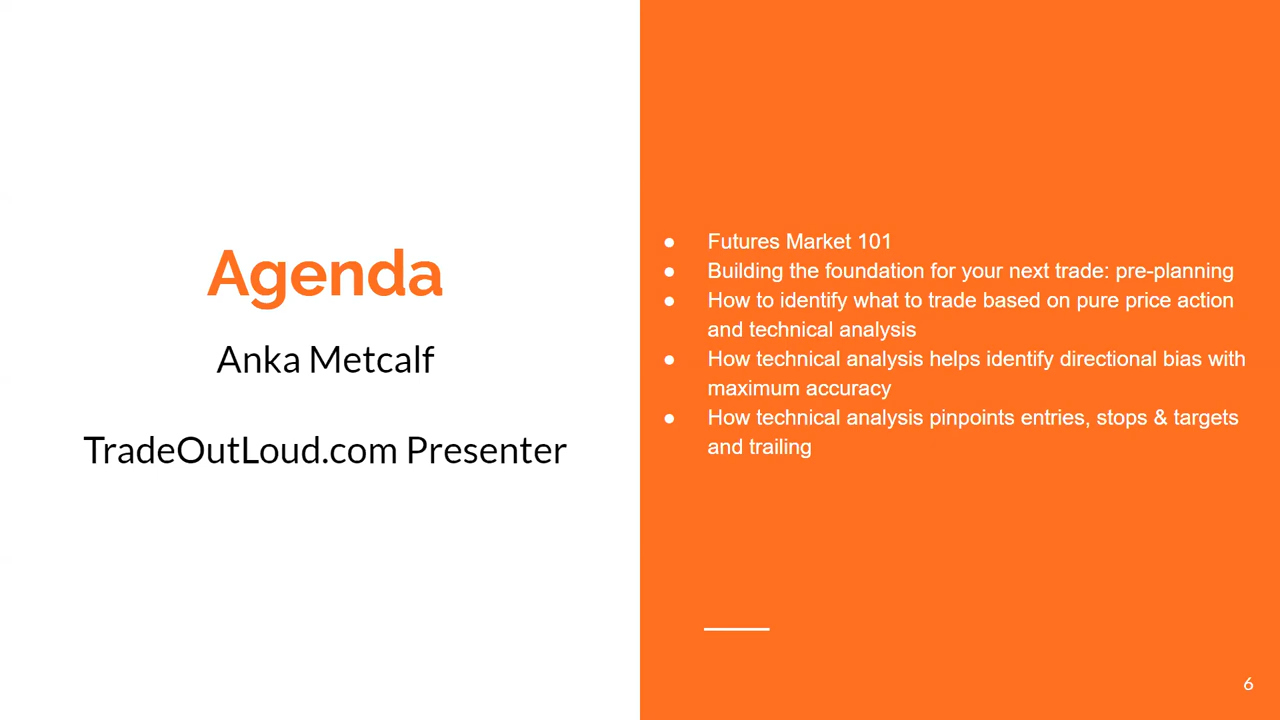 Agenda
Anka Metcalf
TradeOutLoud.com Presenter
● Futures Market 101
● Building the foundation for your next trade: pre-planning
● How to identify what to trade based on pure price action
and technical analysis
● How technical analysis helps identify directional bias with
maximum accuracy
● How technical analysis pinpoints entries, stops & targets
and trailing
6